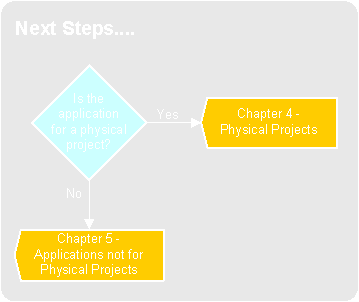 Next Steps....
Is the
application
for a physical
project?
Yes
Chapter 4 -
Physical Projects
No
Chapter 5 -
Applications not for
Physical Projects